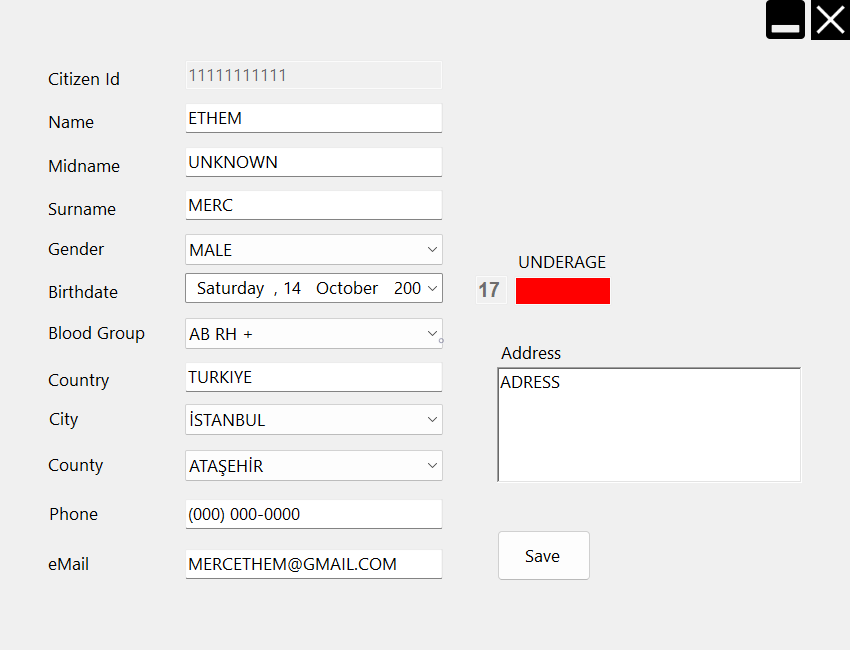 Citizen Id 11111111111
Name ETHEM
Midname UNKNOWN
Surname MERC
Gender MALE
UNDERAGE
Birthdate Saturday , 14 October 200 17
Blood Group AB RH +
Address
Country TURKIYE
ADRESS
City İSTANBUL
County ATAŞEHİR
Phone (000) 000-0000
Save
eMail MERCETHEM@GMAIL.COM